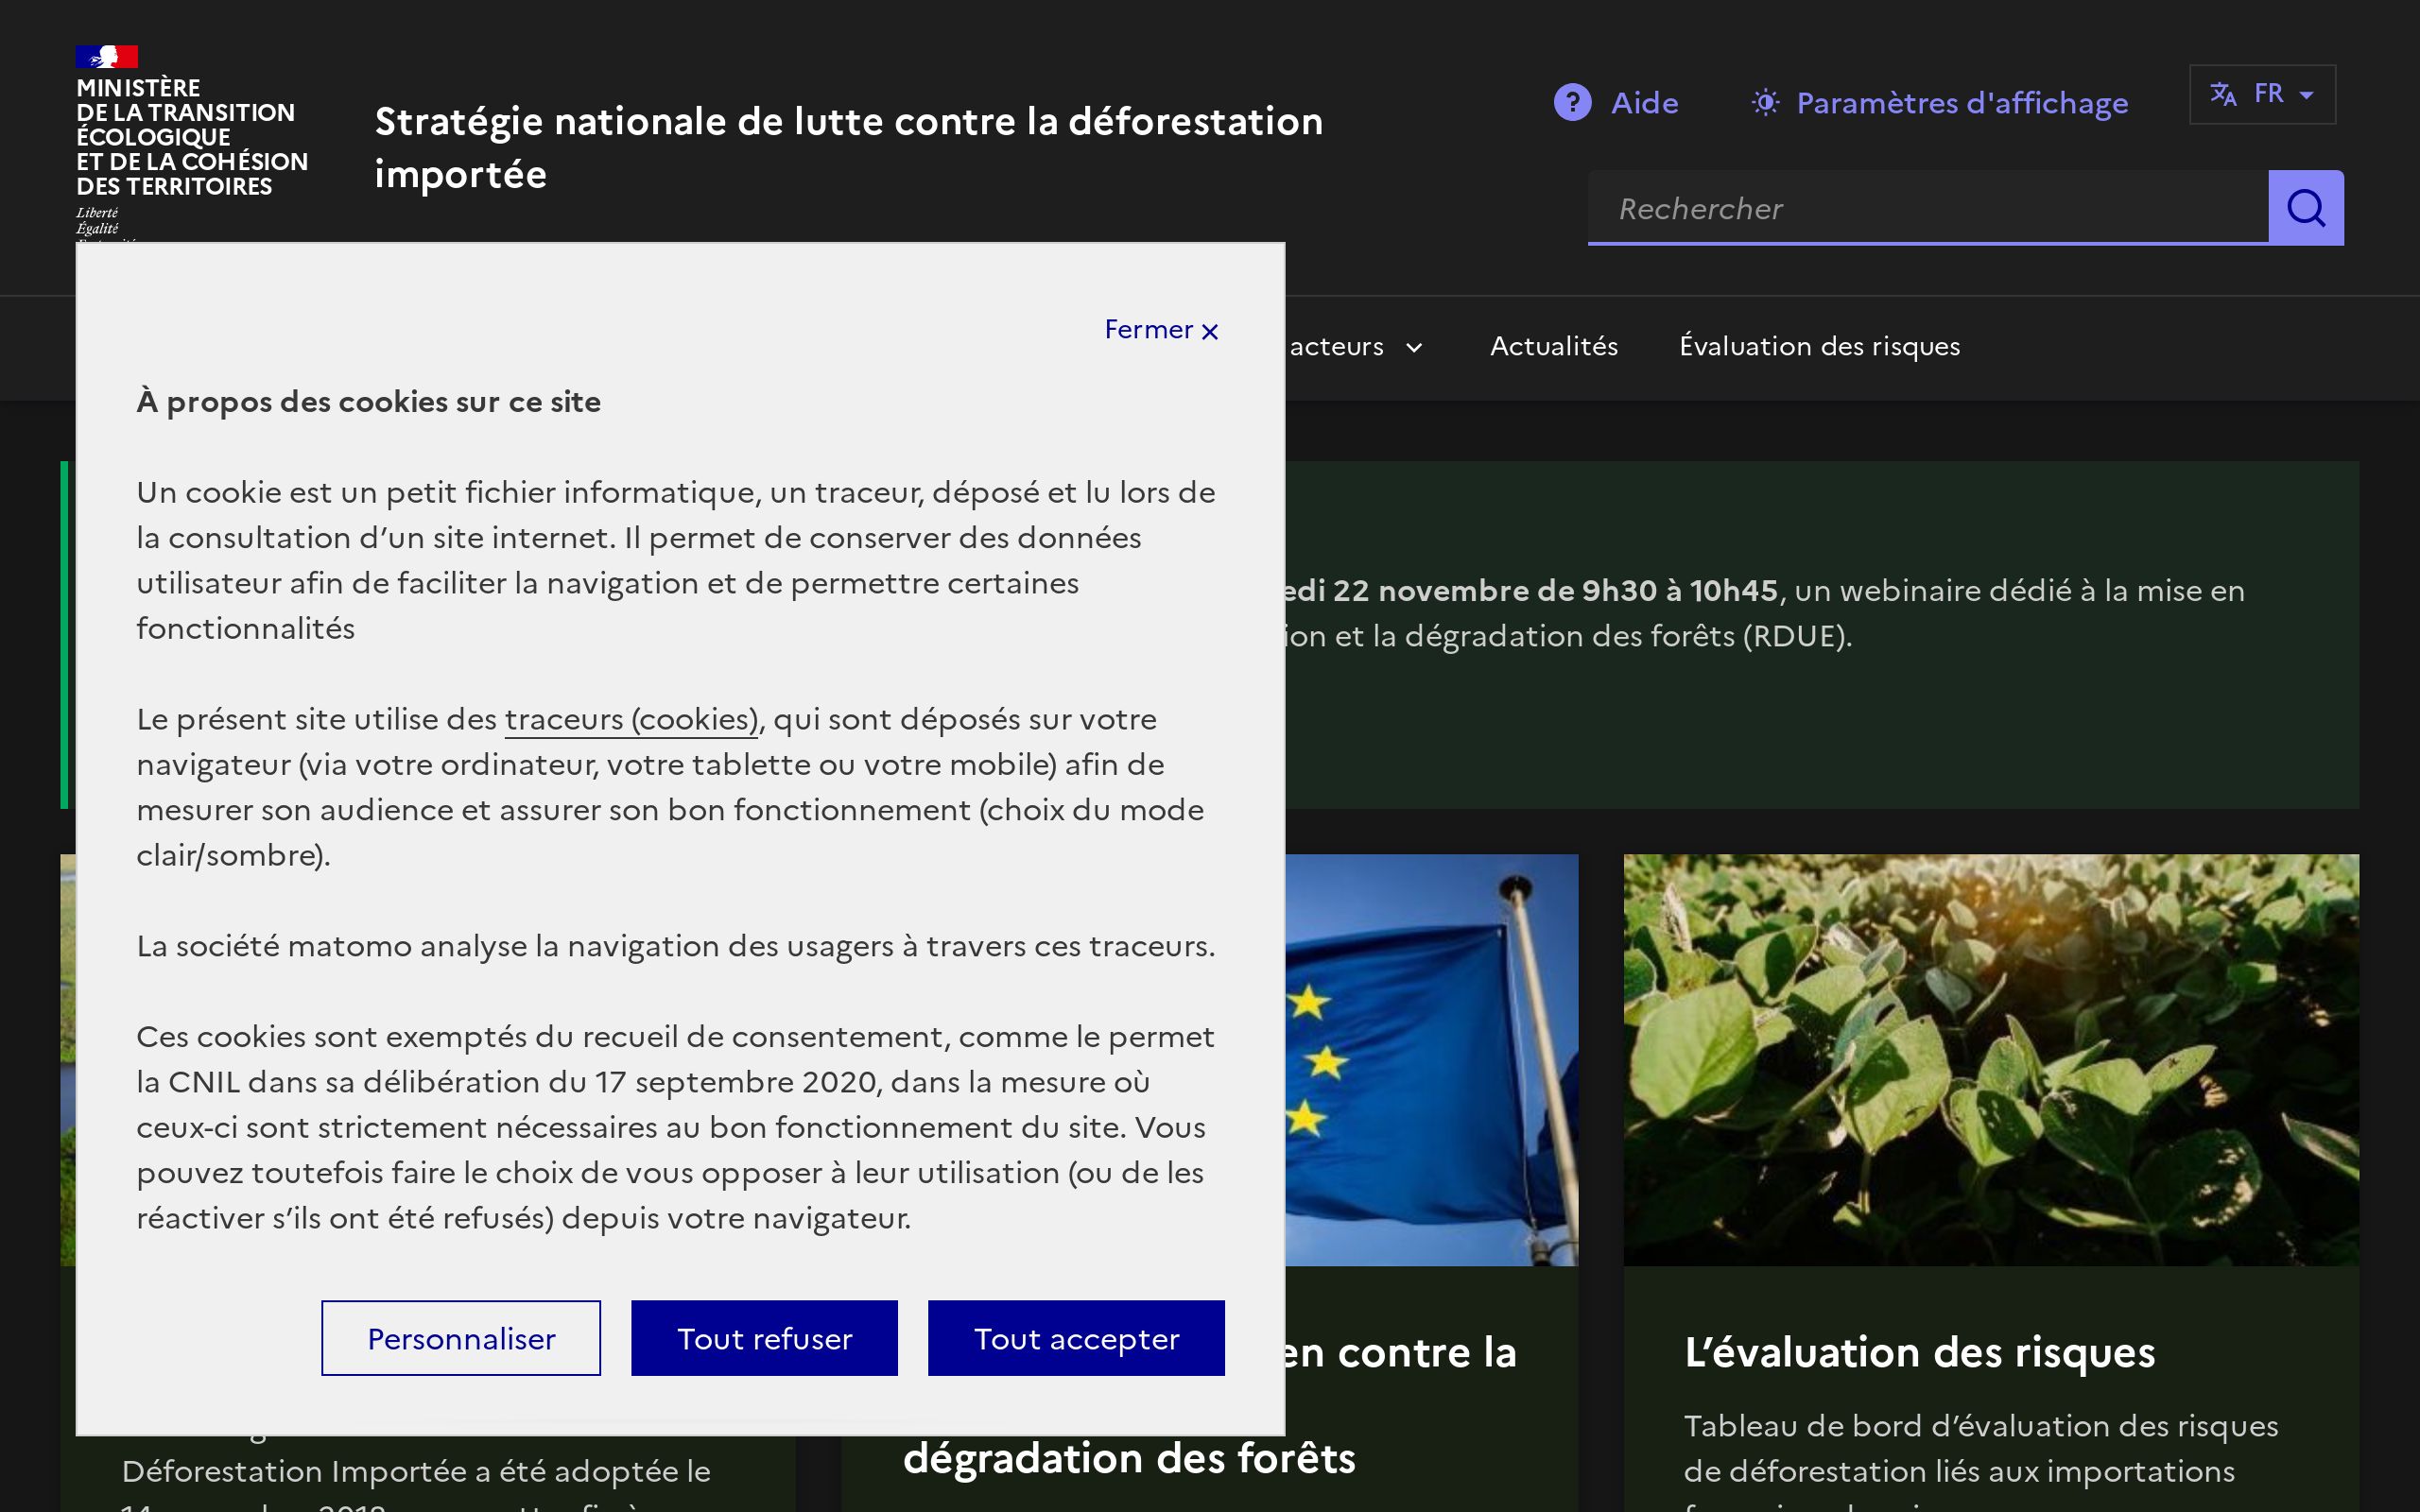 MINISTÈRE
DE LA TRANSITION
ÉCOLOGIQUE
ET DE LA COHÉSION
DES TERRITOIRES
Liberté
Égalité
Stratégie nationale de lutte contre la déforestation
importée
Aide
Paramètres d'affichage
FR
Rechercher
acteurs
Actualités
Évaluation des risques
Fermer
À propos des cookies sur ce site
Un cookie est un petit fichier informatique, un traceur, déposé et lu lors de
la consultation d’un site internet. Il permet de conserver des données
utilisateur afin de faciliter la navigation et de permettre certaines
fonctionnalités
Le présent site utilise des traceurs (cookies), qui sont déposés sur votre
navigateur (via votre ordinateur, votre tablette ou votre mobile) afin de
mesurer son audience et assurer son bon fonctionnement (choix du mode
clair/sombre).
La société matomo analyse la navigation des usagers à travers ces traceurs.
Ces cookies sont exemptés du recueil de consentement, comme le permet
la CNIL dans sa délibération du 17 septembre 2020, dans la mesure où
ceux-ci sont strictement nécessaires au bon fonctionnement du site. Vous
pouvez toutefois faire le choix de vous opposer à leur utilisation (ou de les
réactiver s’ils ont été refusés) depuis votre navigateur.
Personnaliser
Tout refuser
Tout accepter
22 novembre de 9h30 à 10h45, un webinaire dédié à la mise en
et la dégradation des forêts (RDUE).
Déforestation Importée a été adoptée le
contre la
dégradation des forêts
L’évaluation des risques
Tableau de bord d’évaluation des risques
de déforestation liés aux importations